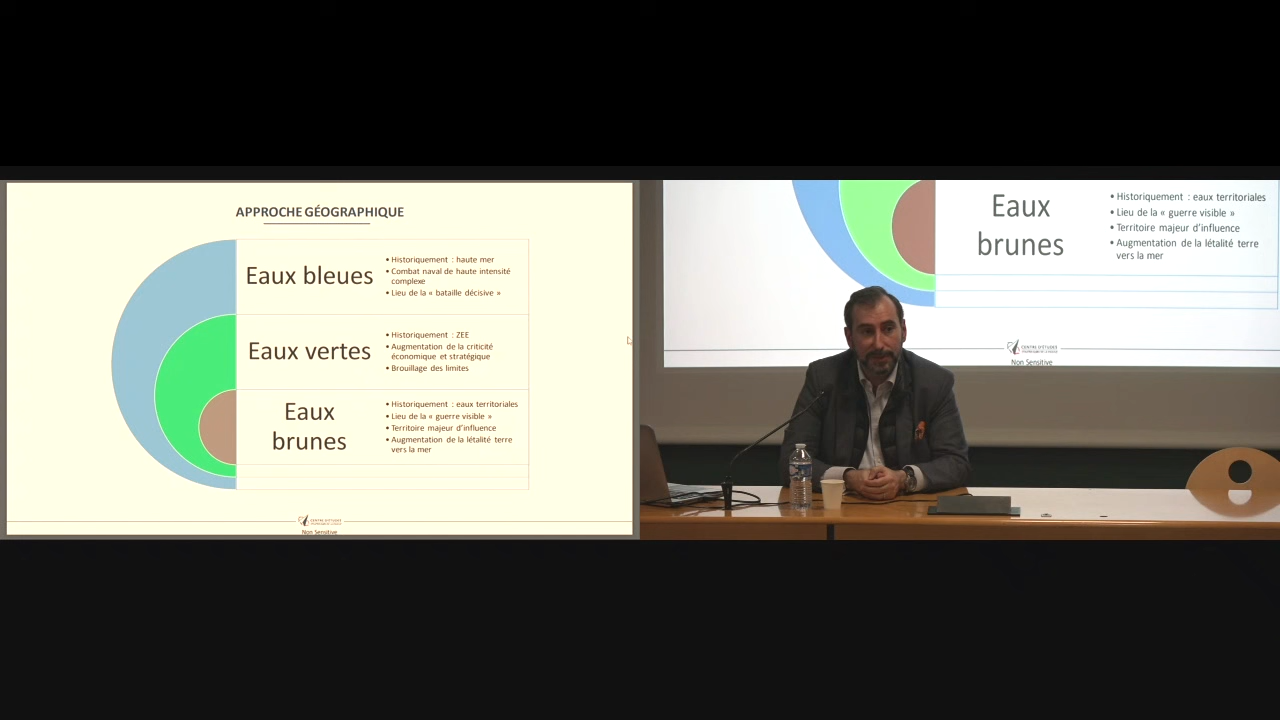 APPROCHE GÉOGRAPHIQUE
Eaux bleues
• Historiquement : haute mer
• Combat naval de haute intensité
complexe
• Lieu de la « bataille décisive »
Eaux vertes
• Historiquement : ZEE
• Augmentation de la criticité
économique et stratégique
• Brouillage des limites
Eaux
brunes
• Historiquement : eaux territoriales
• Lieu de la « guerre visible »
• Territoire majeur d'influence
• Augmentation de la létalité terre
vers la mer
CENTRE D'ÉTUDES
Non Sensitive
Eaux
brunes
• Historiquement : eaux territoriales
• Lieu de la « guerre visible »
• Territoire majeur d'influence
• Augmentation de la létalité terre
vers la mer
CENTRE D'ÉTUDES
Non Sensitive